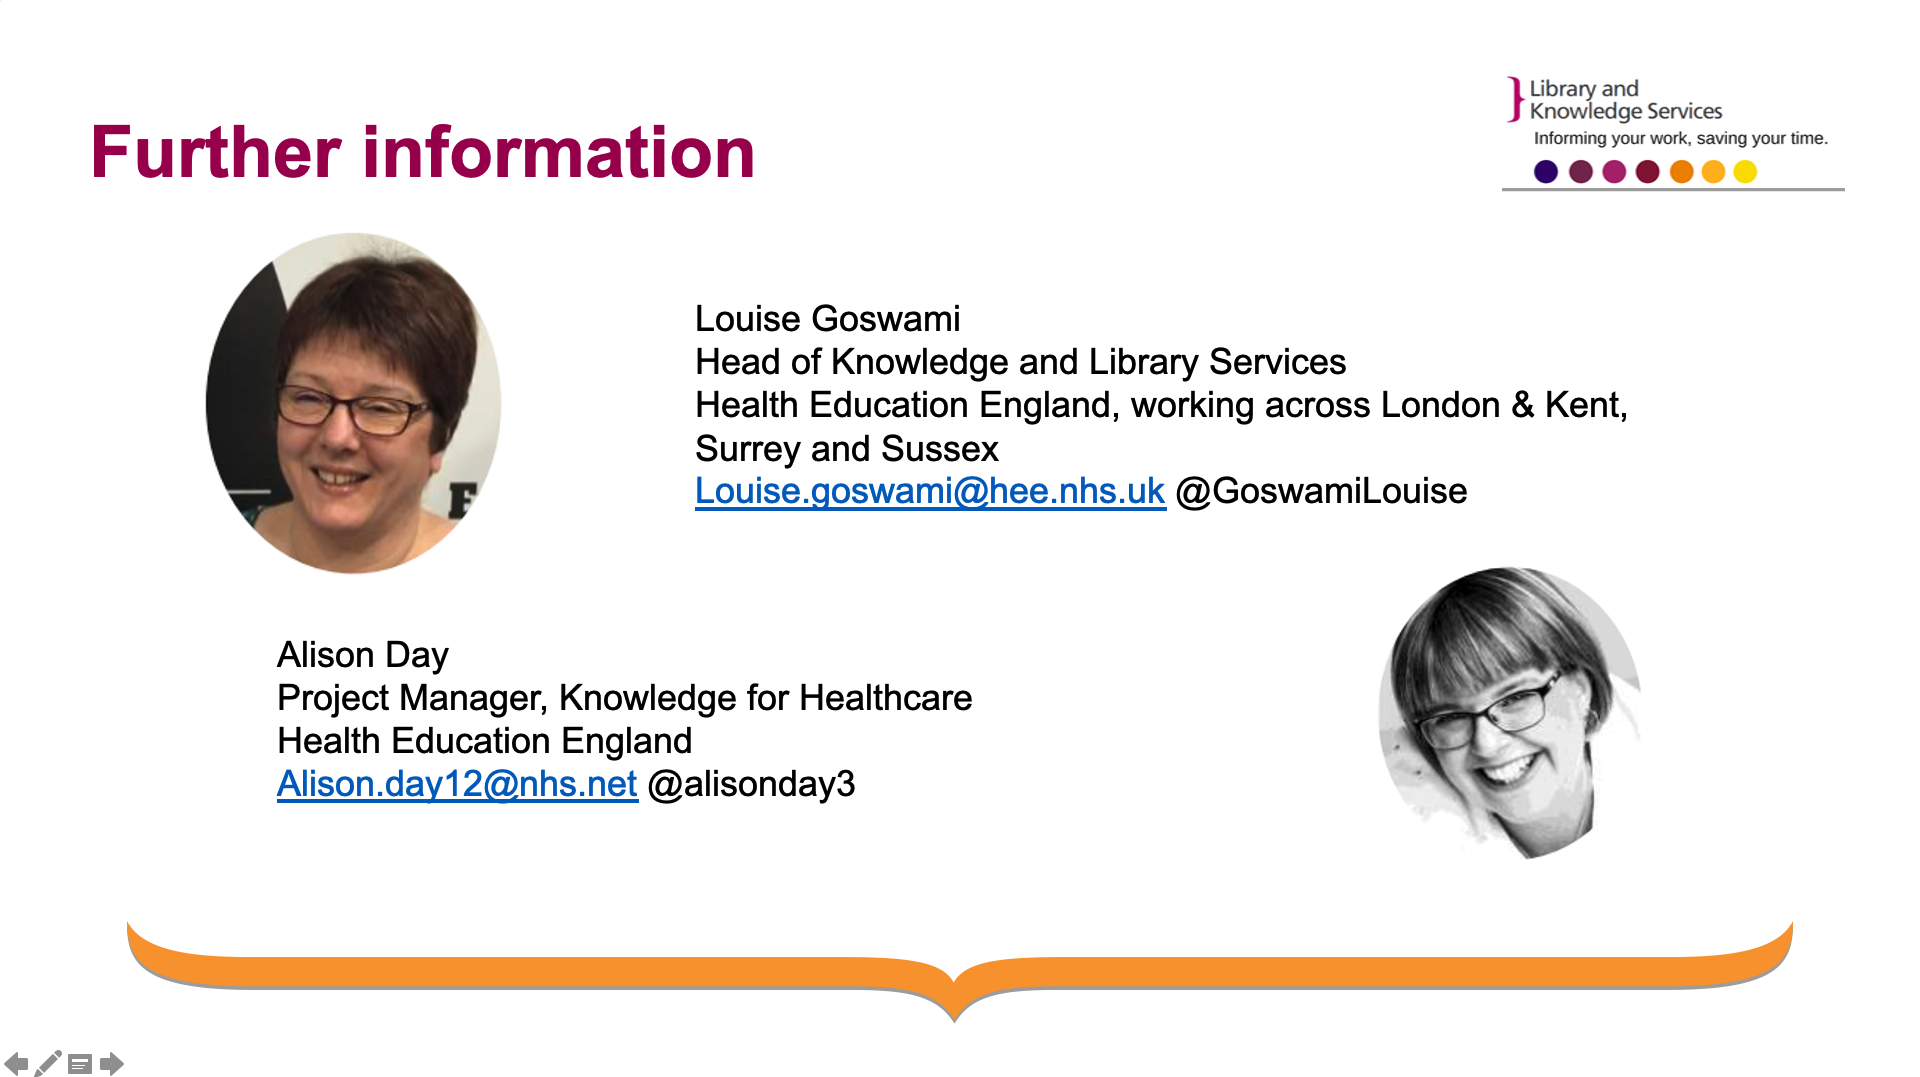 Further information
Library and
Knowledge Services
Informing your work, saving your time.
Louise Goswami
Head of Knowledge and Library Services
Health Education England, working across London & Kent,
Surrey and Sussex
Louise.goswami@hee.nhs.uk @GoswamiLouise
Alison Day
Project Manager, Knowledge for Healthcare
Health Education England
Alison.day12@nhs.net @alisonday3